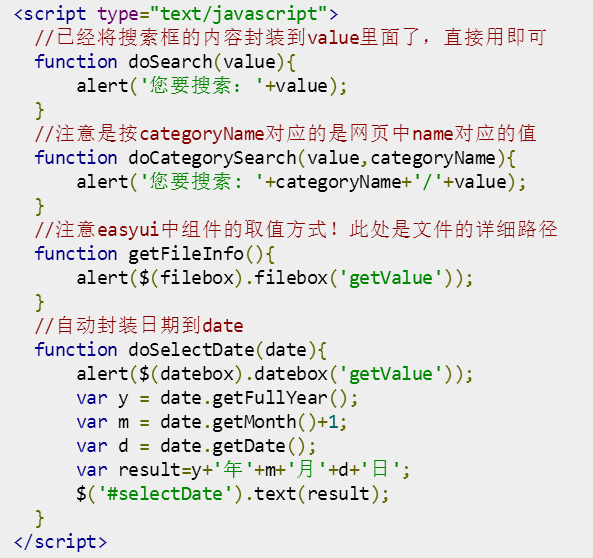 <script type="text/javascript">
  //已经将搜索框的内容封装到value里面了，直接用即可
  function doSearch(value){
      alert('您要搜索：'+value);
  }
  //注意是按categoryName对应的是网页中name对应的值
  function doCategorySearch(value,categoryName){
      alert('您要搜索：'+categoryName+'/'+value);
  }
  //注意easyui中组件的取值方式！此处是文件的详细路径
  function getFileInfo(){
      alert($(filebox).filebox('getValue'));
  }
  //自动封装日期到date
  function doSelectDate(date){
      alert($(datebox).datebox('getValue'));
      var y = date.getFullYear();
      var m = date.getMonth()+1;
      var d = date.getDate();
      var result=y+'年'+m+'月'+d+'日';
      $('#selectDate').text(result);
  }
</script>